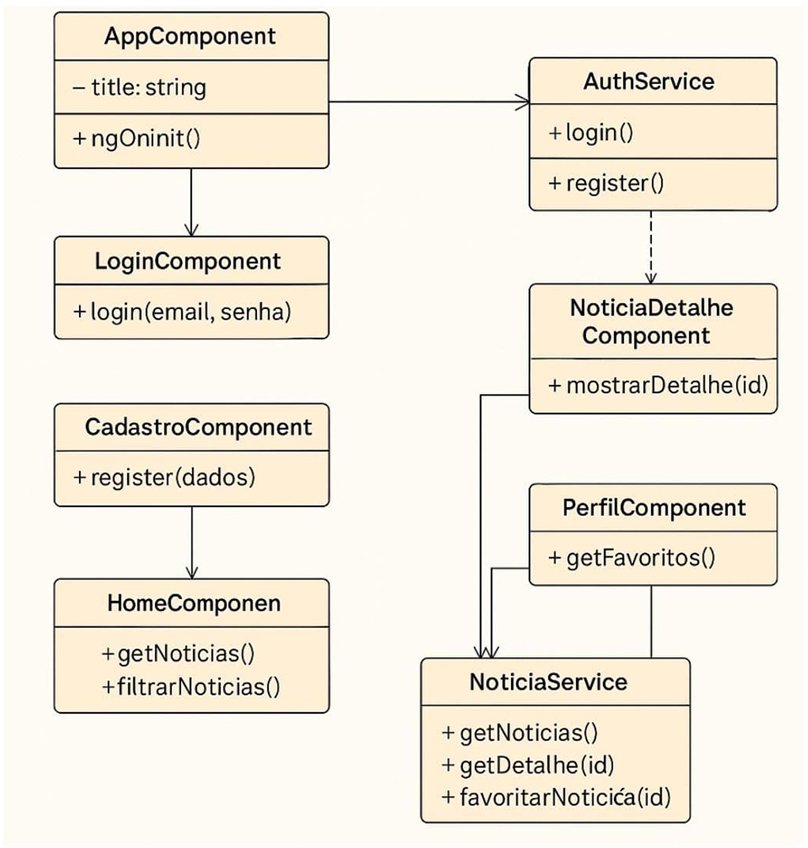 AppComponent
– title: string
+ ngOninit()
AuthService
+ login()
+ register()
LoginComponent
+ login(email, senha)
NoticiaDetalhe
Component
+ mostrarDetalhe(id)
CadastroComponent
+ register(dados)
PerfilComponent
+ getFavoritos()
HomeComponen
+getNoticias()
+filtrarNoticias()
NoticiaService
+ getNoticias()
+ getDetalhe(id)
+ favoritarNoticića(id)